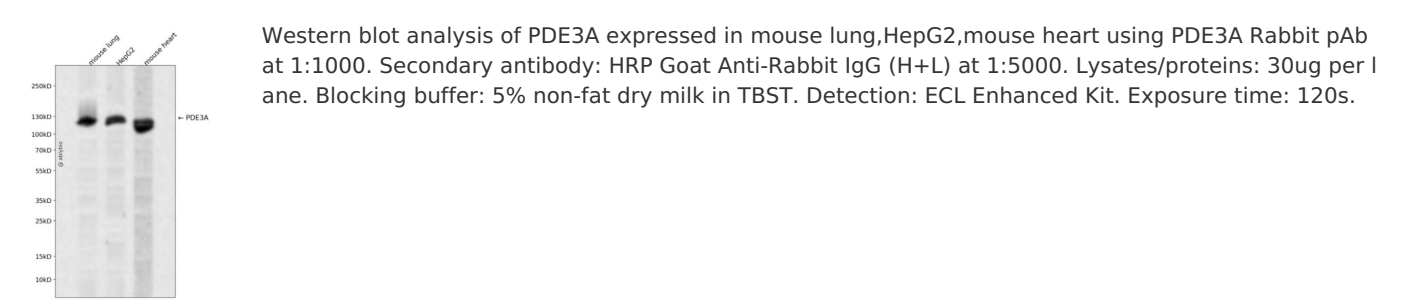 mouse lung
HepG2
mouse heart
250kD
130kD
100kD
70kD
55kD
35kD
25kD
15kD
10kD
← PDE3A
Western blot analysis of PDE3A expressed in mouse lung,HepG2,mouse heart using PDE3A Rabbit pAb
at 1:1000. Secondary antibody: HRP Goat Anti-Rabbit IgG (H+L) at 1:5000. Lysates/proteins: 30ug per l
ane. Blocking buffer: 5% non-fat dry milk in TBST. Detection: ECL Enhanced Kit. Exposure time: 120s.